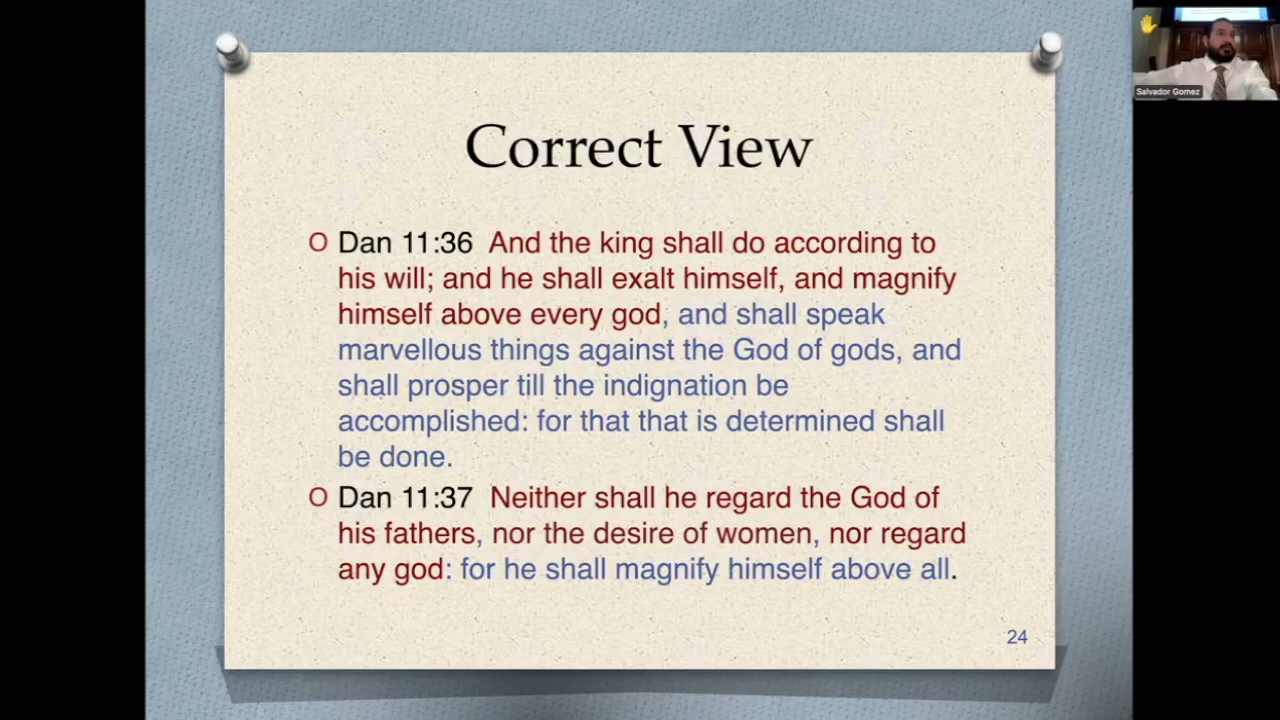 Salvador Gomez
Correct View
O Dan 11:36 And the king shall do according to
his will; and he shall exalt himself, and magnify
himself above every god, and shall speak
marvellous things against the God of gods, and
shall prosper till the indignation be
accomplished: for that that is determined shall
be done.
O Dan 11:37 Neither shall he regard the God of
his fathers, nor the desire of women, nor regard
any god: for he shall magnify himself above all.
24